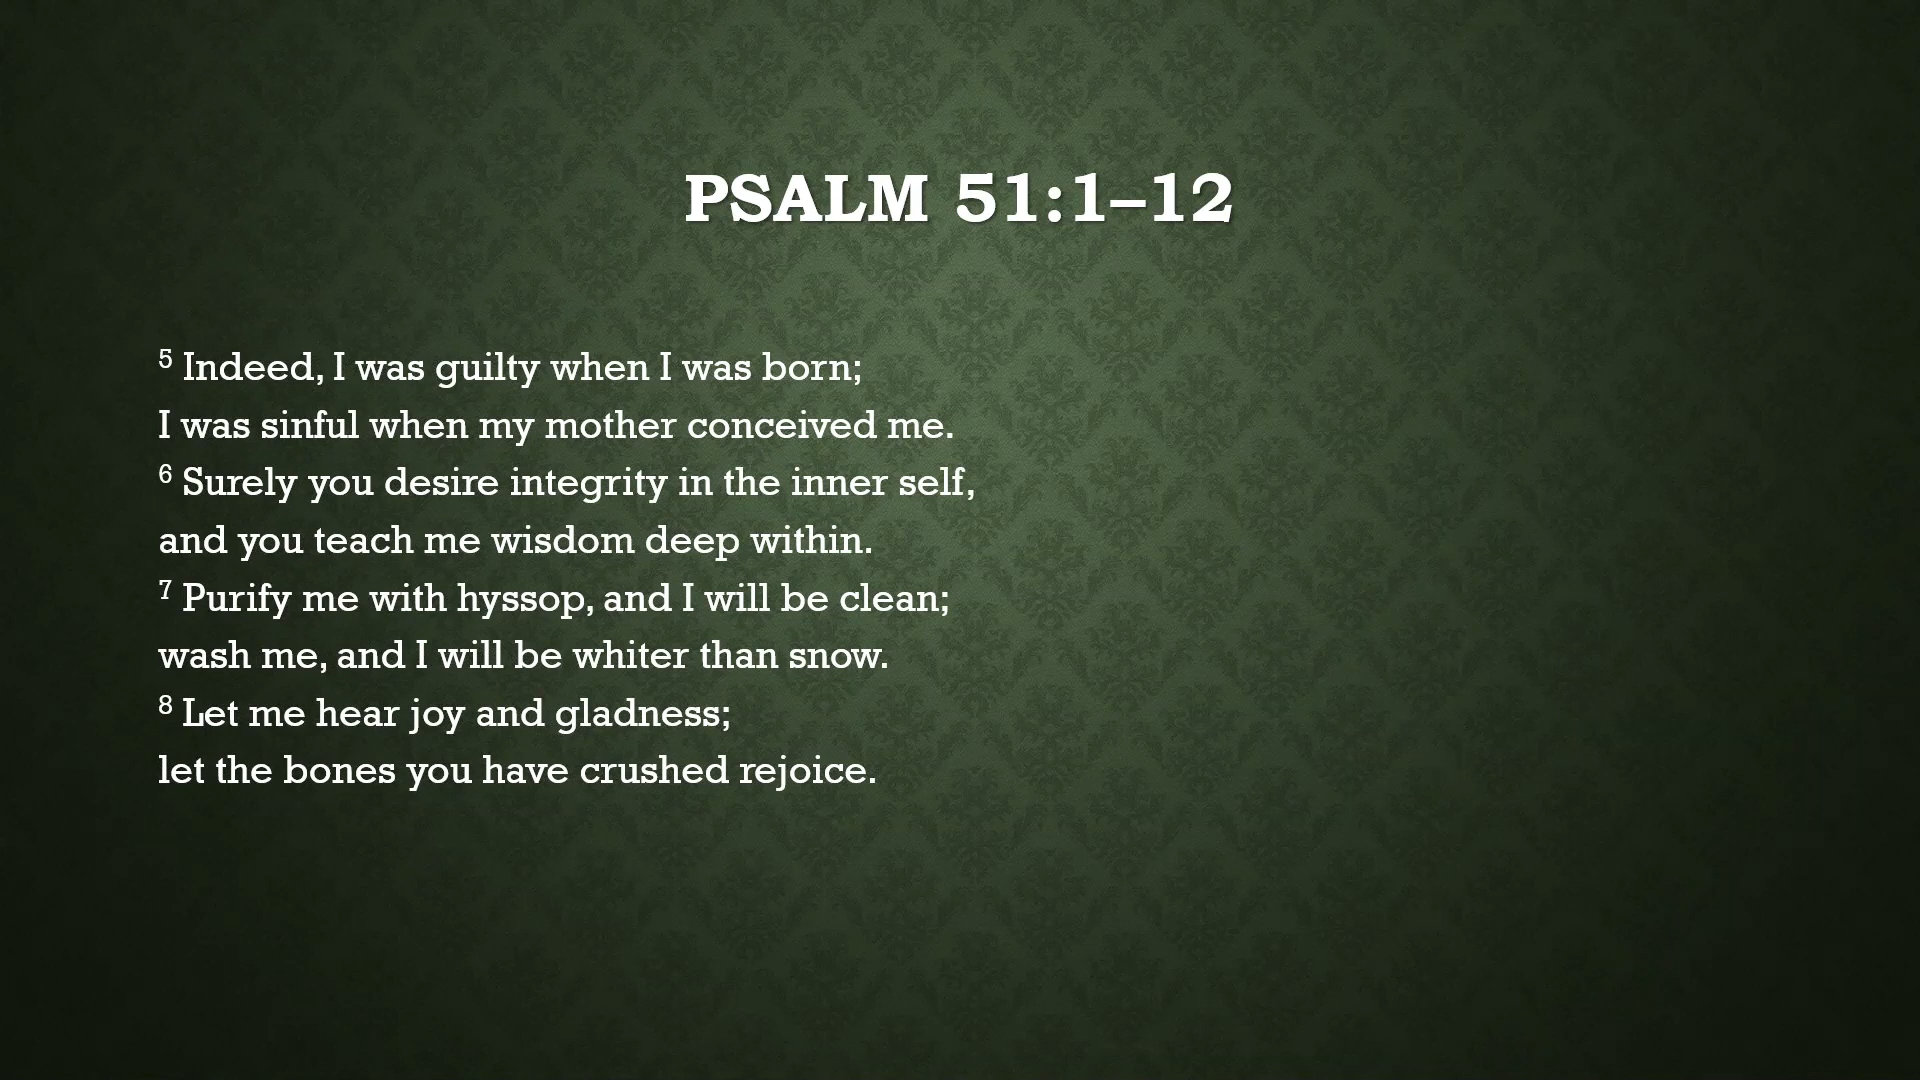 PSALM 51:1–12
5 Indeed, I was guilty when I was born;
I was sinful when my mother conceived me.
6 Surely you desire integrity in the inner self,
and you teach me wisdom deep within.
7 Purify me with hyssop, and I will be clean;
wash me, and I will be whiter than snow.
8 Let me hear joy and gladness;
let the bones you have crushed rejoice.